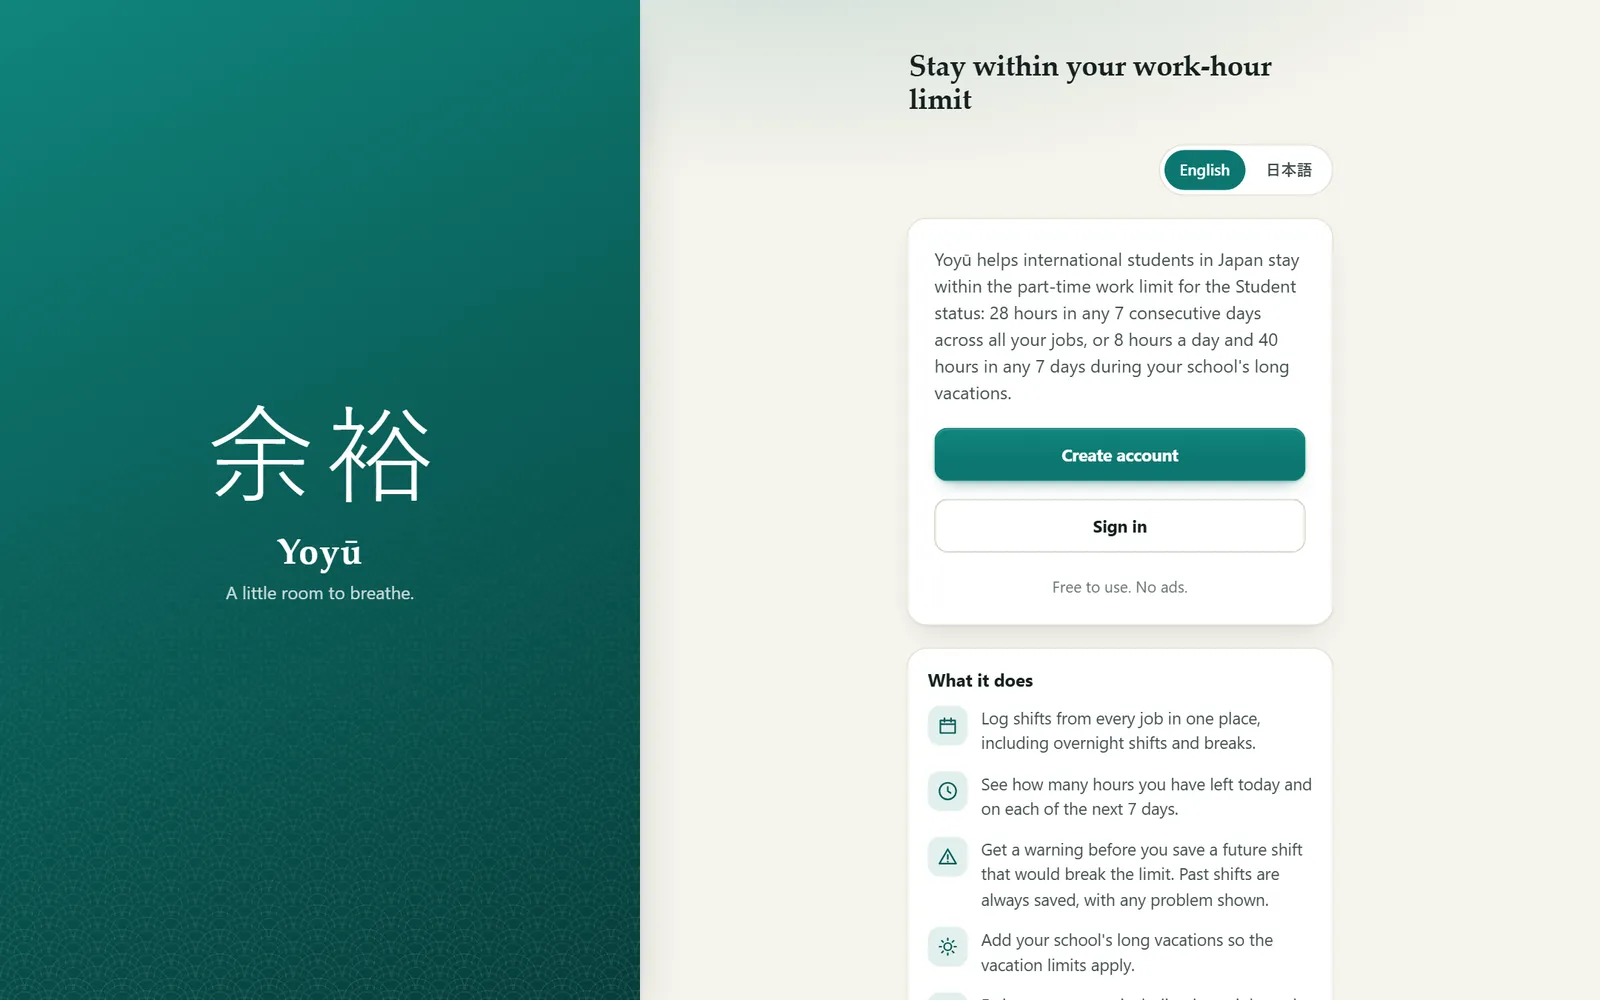 余裕
Yoyū
A little room to breathe.
Stay within your work-hour
limit
English
日本語
Yoyū helps international students in Japan stay
within the part-time work limit for the Student
status: 28 hours in any 7 consecutive days
across all your jobs, or 8 hours a day and 40
hours in any 7 days during your school's long
vacations.
Create account
Sign in
Free to use. No ads.
What it does
Log shifts from every job in one place,
including overnight shifts and breaks.
See how many hours you have left today and
on each of the next 7 days.
Get a warning before you save a future shift
that would break the limit. Past shifts are
always saved, with any problem shown.
Add your school's long vacations so the
vacation limits apply.